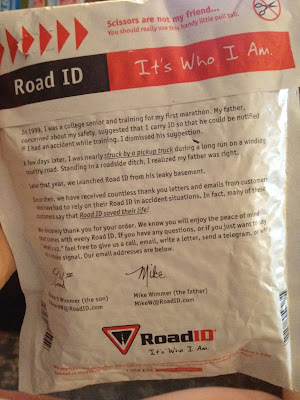 Scissors are not my friend...
You should really use this handy little pull tab.
Road ID
It's Who I Am.
In 1999, I was a college senior and training for my first marathon. My father,
concerned about my safety, suggested that I carry ID so that he could be notified
if I had an accident while training. I dismissed his suggestion.
A few days later, I was nearly struck by a pickup truck during a long run on a winding
country road. Standing in a roadside ditch, I realized my father was right.
Later that year, we launched Road ID from his leaky basement.
Since then, we have received countless thank you letters and emails from customers
who have had to rely on their Road ID in accident situations. In fact, many of these
customers say that Road ID saved their life!
We sincerely thank you for your order. We know you will enjoy the peace of mind
that comes with every Road ID. If you have any questions, or if you just want to say
feel free to give us a call, email, write a letter, send a telegram, or
smoke signal. Our email addresses are below.
Mike
Wimmer (the son)
Mike Wimmer (the father)
@RoadID.com
MikeW@RoadID.com
RoadID
It's Who I Am.